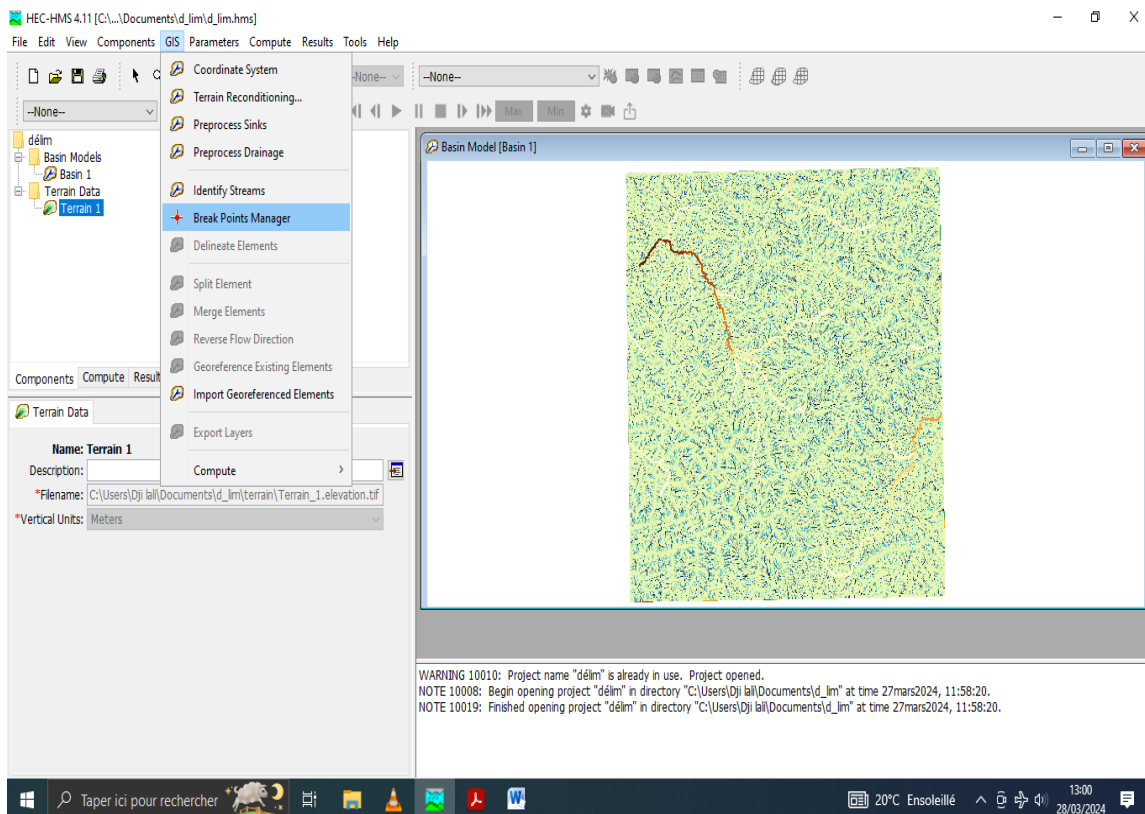 HEC-HMS 4.11 [C:\...\Documents\d_lim\d_lim.hms]
File Edit View Components GIS Parameters Compute Results Tools Help
--None--
--None--
--None--
Max Min
Coordinate System
Terrain Reconditioning...
Preprocess Sinks
Preprocess Drainage
Identify Streams
Break Points Manager
Delineate Elements
Split Element
Merge Elements
Reverse Flow Direction
Georeference Existing Elements
Import Georeferenced Elements
Export Layers
Compute
délim
Basin Models
Basin 1
Terrain Data
Terrain 1
Components Compute Result
Terrain Data
Name: Terrain 1
Description:
*Filename: C:\Users\Dji lali\Documents\d_lim\terrain\Terrain_1.elevation.tif
*Vertical Units: Meters
Basin Model [Basin 1]
WARNING 10010: Project name "délim" is already in use. Project opened.
NOTE 10008: Begin opening project "délim" in directory "C:\Users\Dji lali\Documents\d_lim" at time 27mars2024, 11:58:20.
NOTE 10019: Finished opening project "délim" in directory "C:\Users\Dji lali\Documents\d_lim" at time 27mars2024, 11:58:20.
Taper ici pour rechercher
20°C Ensoleillé
13:00
28/03/2024